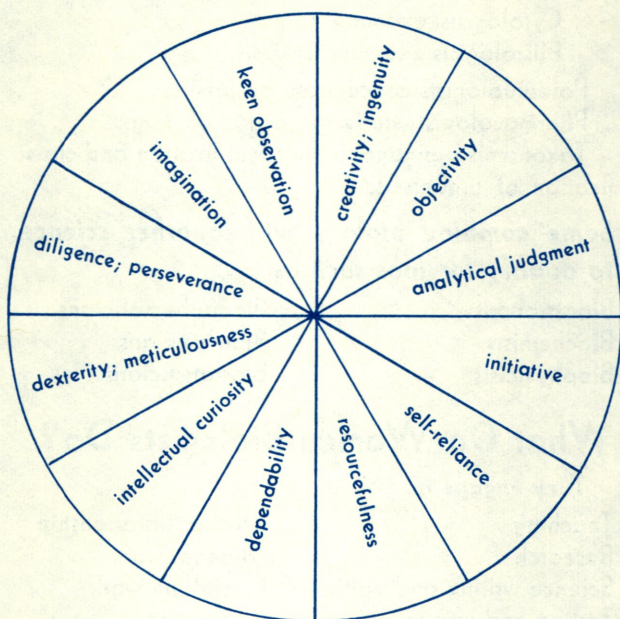 creativity; ingenuity
objectivity
analytical judgment
initiative
self-reliance
resourcefulness
dependability
intellectual curiosity
dexterity; meticulousness
diligence; perseverance
imagination
keen observation